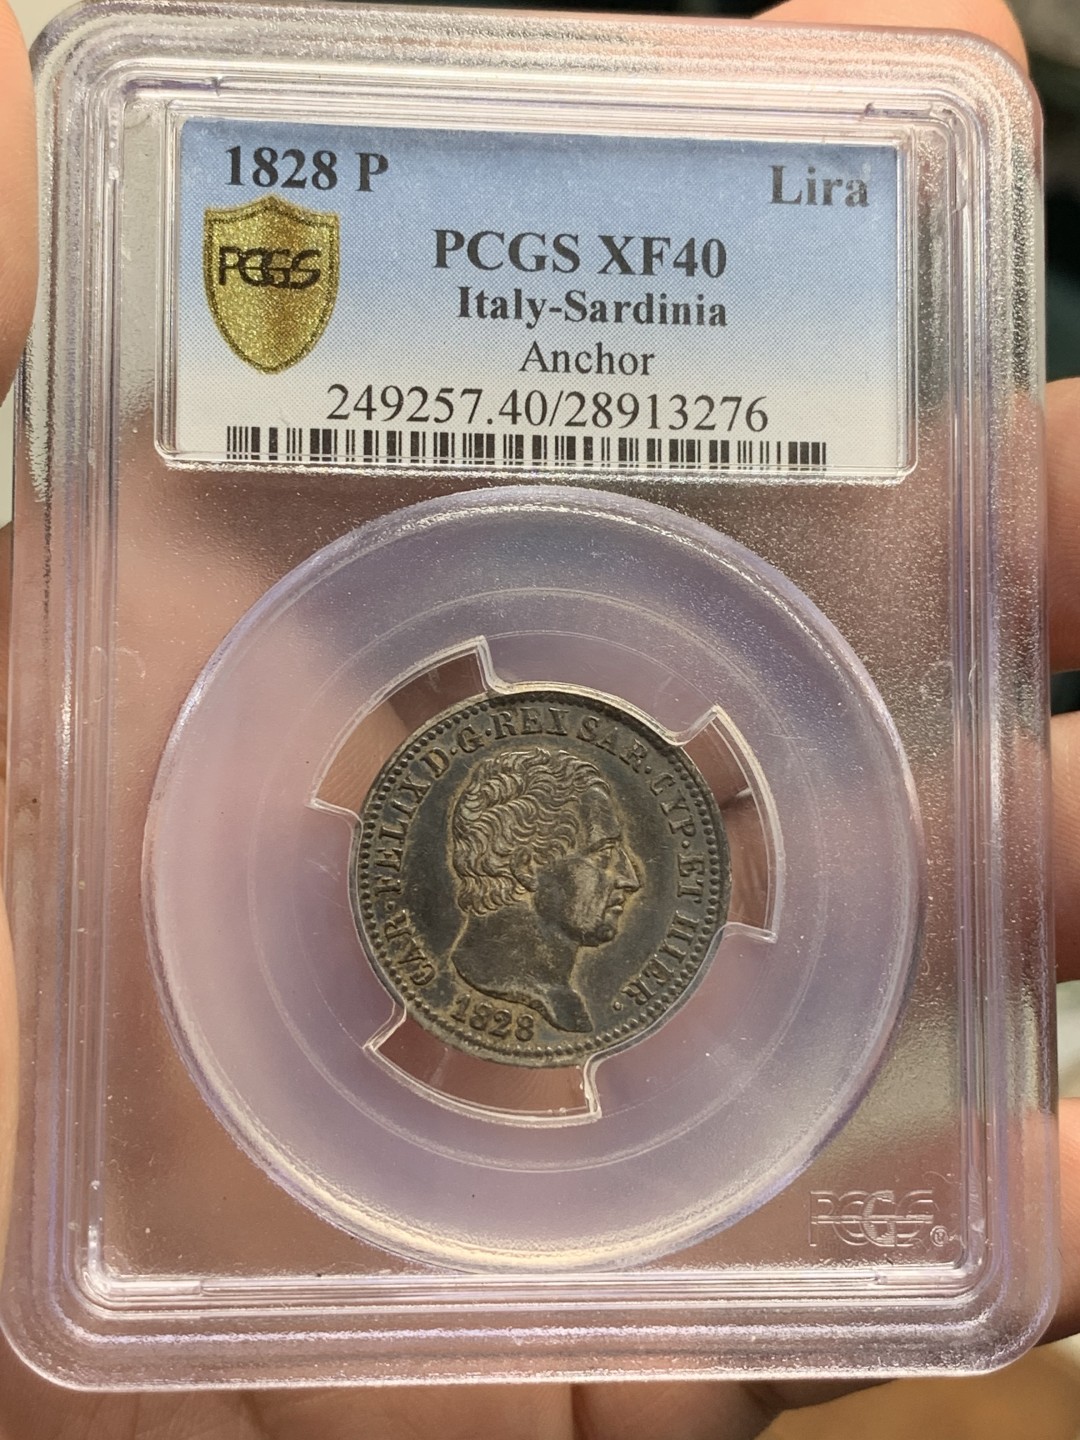 1828 P
Lira
PCGS
PCGS XF40
Italy-Sardinia
Anchor
249257.40/28913276
CAR·FELIX D·G·REX SAR·CYP·ET HIER·
1828
PCGS®